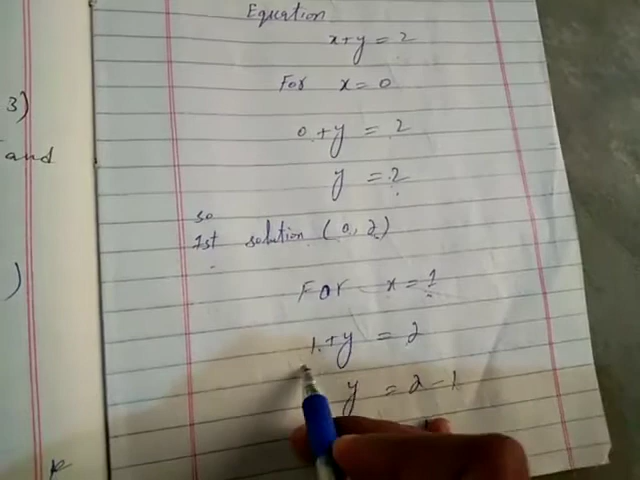 Equation
x+y = 2
For x = 0
0 + y = 2
y = 2
so
1st solution (0, 2)
For x = 1
1 + y = 2
y = 2 - 1
3)
and
)